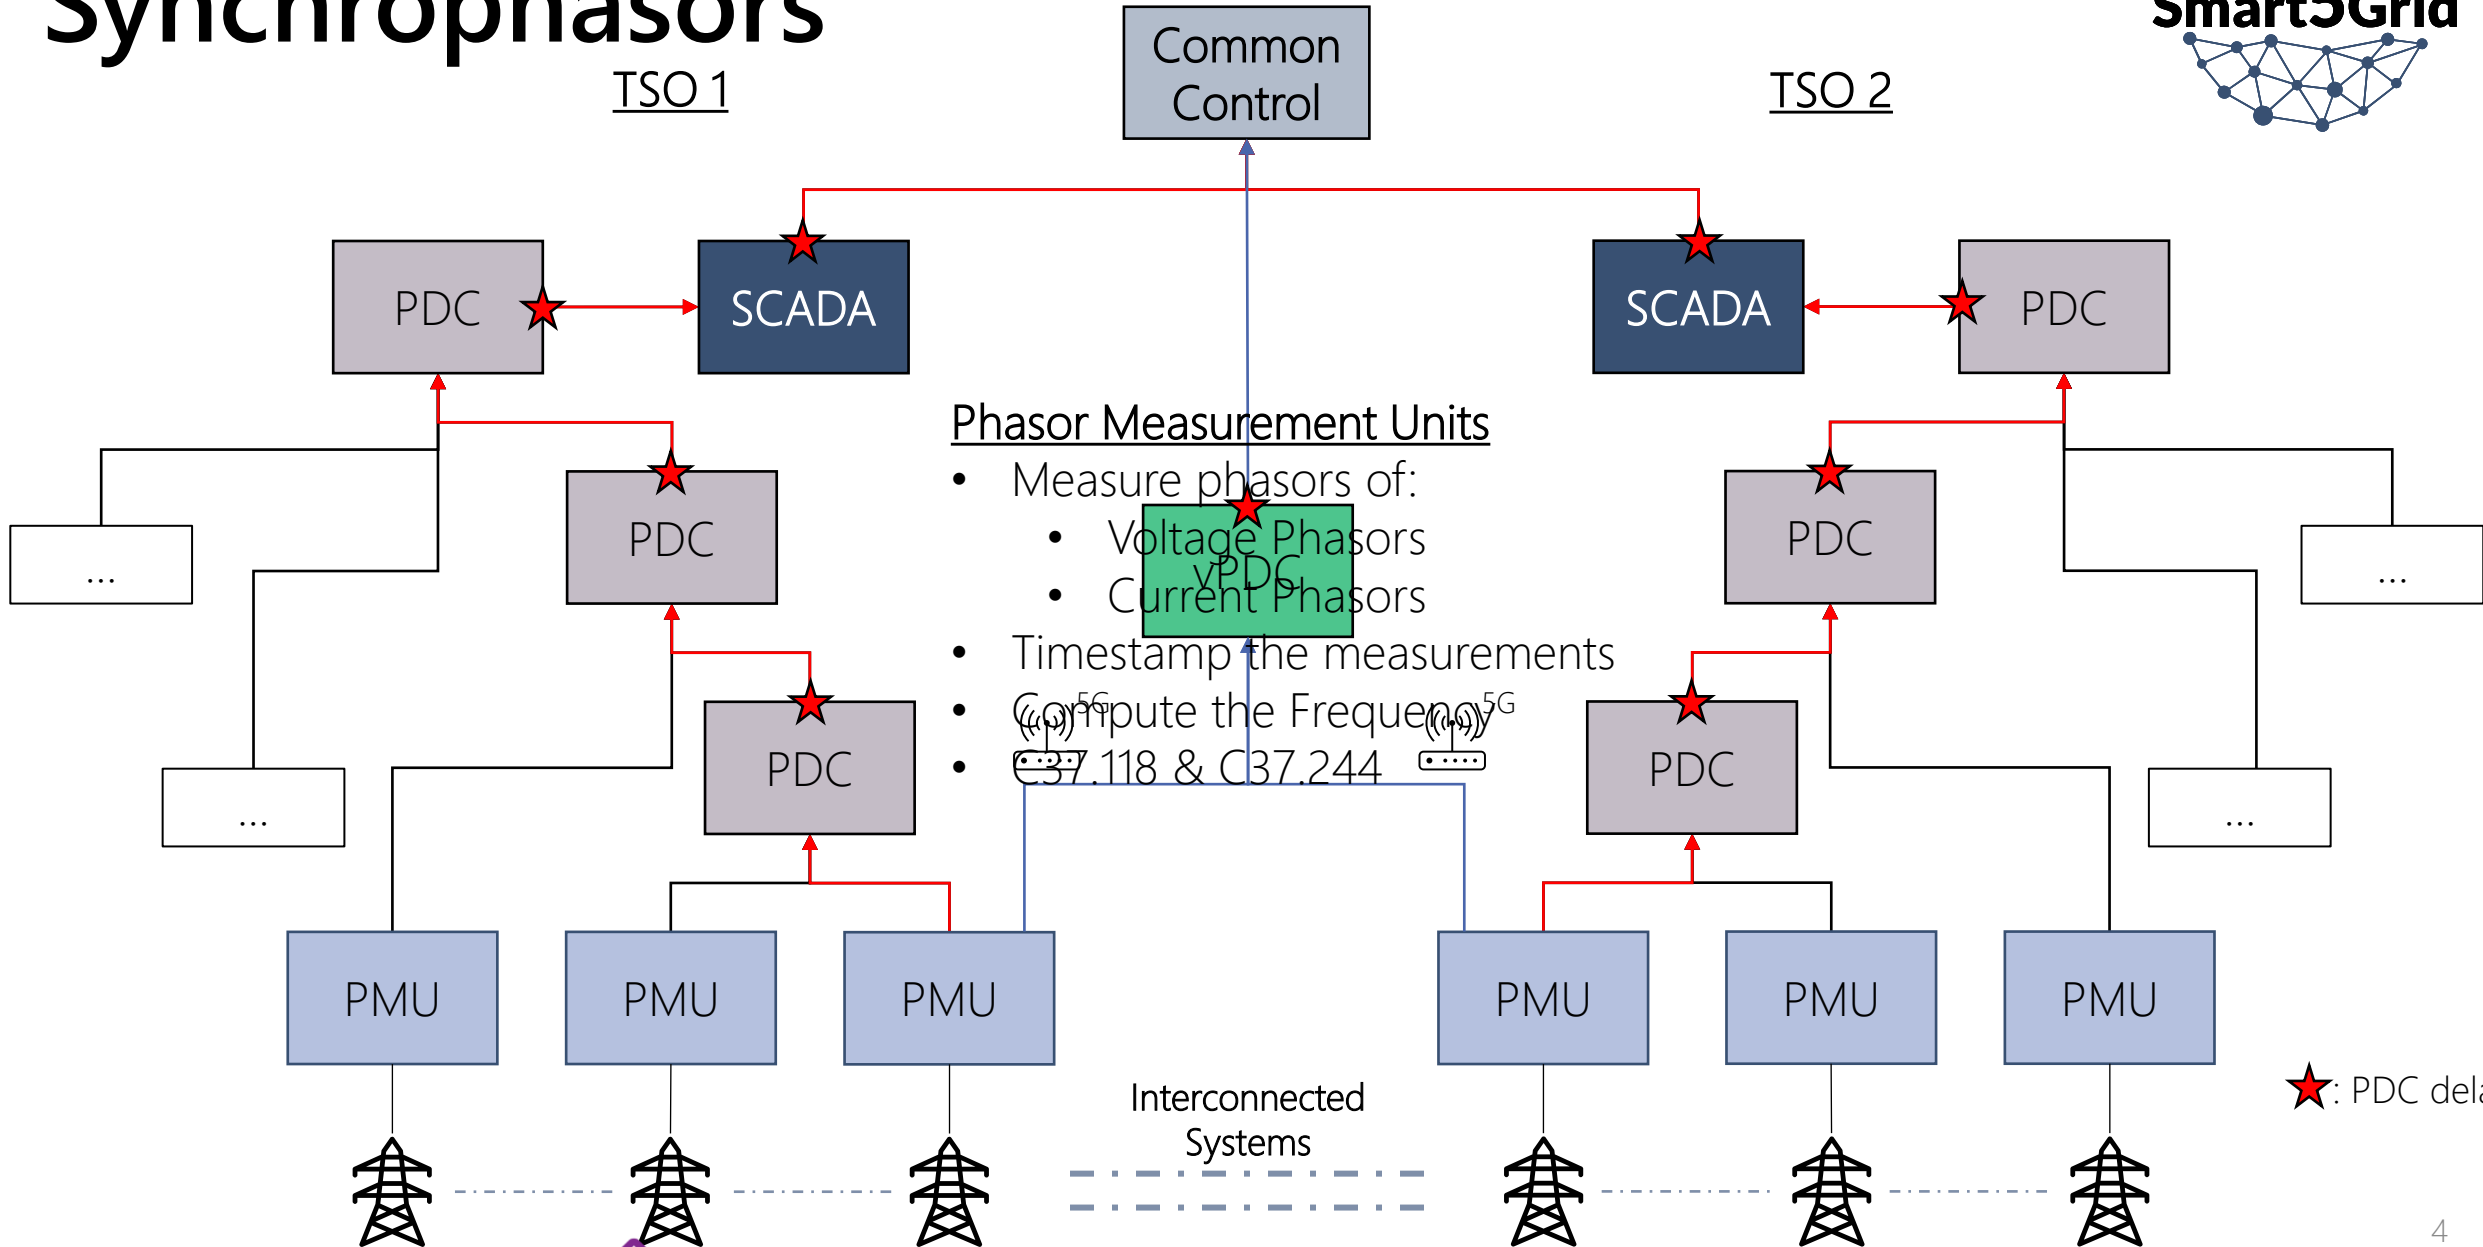 Synchrophasors
Smart5Grid
TSO 1
Common
Control
TSO 2
PDC
SCADA
SCADA
PDC
Phasor Measurement Units
• Measure phasors of:
• Voltage Phasors
• Current Phasors
• Timestamp the measurements
• Compute the Frequency
• C37.118 & C37.244
PDC
vPDC
PDC
...
...
5G
5G
PDC
PDC
...
...
PMU
PMU
PMU
PMU
PMU
PMU
Interconnected
Systems
: PDC dela
4